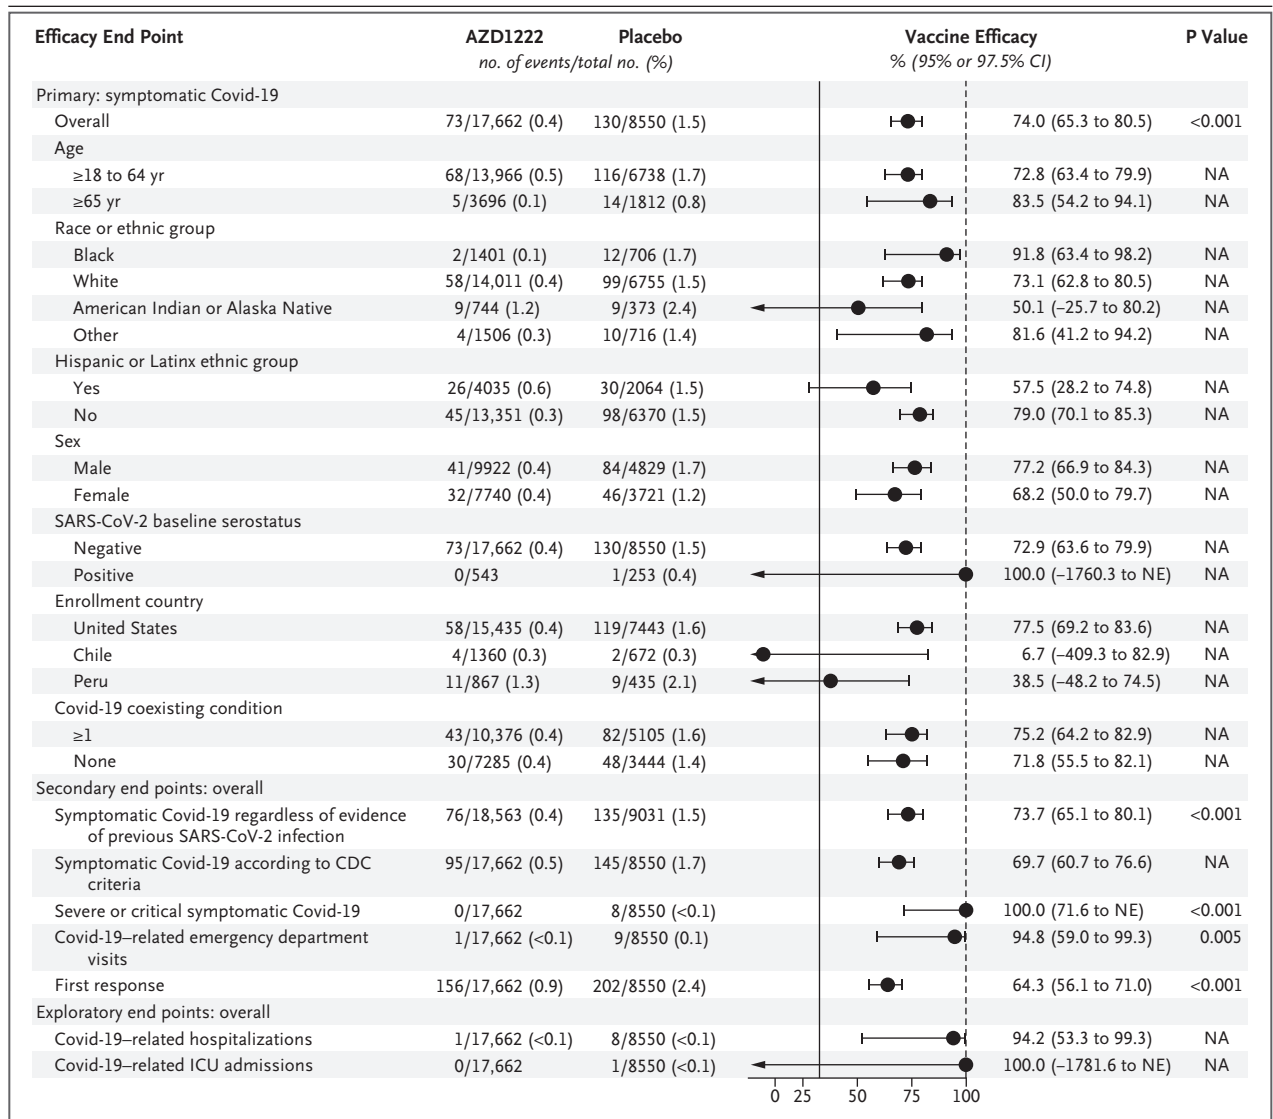 Efficacy End Point AZD1222 Placebo Vaccine Efficacy P Value
no. of events/total no. (%) % (95% or 97.5% CI)
Primary: symptomatic Covid-19
Overall 73/17,662 (0.4) 130/8550 (1.5) 74.0 (65.3 to 80.5) <0.001
Age
≥18 to 64 yr 68/13,966 (0.5) 116/6738 (1.7) 72.8 (63.4 to 79.9) NA
≥65 yr 5/3696 (0.1) 14/1812 (0.8) 83.5 (54.2 to 94.1) NA
Race or ethnic group
Black 2/1401 (0.1) 12/706 (1.7) 91.8 (63.4 to 98.2) NA
White 58/14,011 (0.4) 99/6755 (1.5) 73.1 (62.8 to 80.5) NA
American Indian or Alaska Native 9/744 (1.2) 9/373 (2.4) 50.1 (–25.7 to 80.2) NA
Other 4/1506 (0.3) 10/716 (1.4) 81.6 (41.2 to 94.2) NA
Hispanic or Latinx ethnic group
Yes 26/4035 (0.6) 30/2064 (1.5) 57.5 (28.2 to 74.8) NA
No 45/13,351 (0.3) 98/6370 (1.5) 79.0 (70.1 to 85.3) NA
Sex
Male 41/9922 (0.4) 84/4829 (1.7) 77.2 (66.9 to 84.3) NA
Female 32/7740 (0.4) 46/3721 (1.2) 68.2 (50.0 to 79.7) NA
SARS-CoV-2 baseline serostatus
Negative 73/17,662 (0.4) 130/8550 (1.5) 72.9 (63.6 to 79.9) NA
Positive 0/543 1/253 (0.4) 100.0 (–1760.3 to NE) NA
Enrollment country
United States 58/15,435 (0.4) 119/7443 (1.6) 77.5 (69.2 to 83.6) NA
Chile 4/1360 (0.3) 2/672 (0.3) 6.7 (–409.3 to 82.9) NA
Peru 11/867 (1.3) 9/435 (2.1) 38.5 (–48.2 to 74.5) NA
Covid-19 coexisting condition
≥1 43/10,376 (0.4) 82/5105 (1.6) 75.2 (64.2 to 82.9) NA
None 30/7285 (0.4) 48/3444 (1.4) 71.8 (55.5 to 82.1) NA
Secondary end points: overall
Symptomatic Covid-19 regardless of evidence 76/18,563 (0.4) 135/9031 (1.5) 73.7 (65.1 to 80.1) <0.001
of previous SARS-CoV-2 infection
Symptomatic Covid-19 according to CDC 95/17,662 (0.5) 145/8550 (1.7) 69.7 (60.7 to 76.6) NA
criteria
Severe or critical symptomatic Covid-19 0/17,662 8/8550 (<0.1) 100.0 (71.6 to NE) <0.001
Covid-19–related emergency department 1/17,662 (<0.1) 9/8550 (0.1) 94.8 (59.0 to 99.3) 0.005
visits
First response 156/17,662 (0.9) 202/8550 (2.4) 64.3 (56.1 to 71.0) <0.001
Exploratory end points: overall
Covid-19–related hospitalizations 1/17,662 (<0.1) 8/8550 (<0.1) 94.2 (53.3 to 99.3) NA
Covid-19–related ICU admissions 0/17,662 1/8550 (<0.1) 100.0 (–1781.6 to NE) NA
0 25 50 75 100